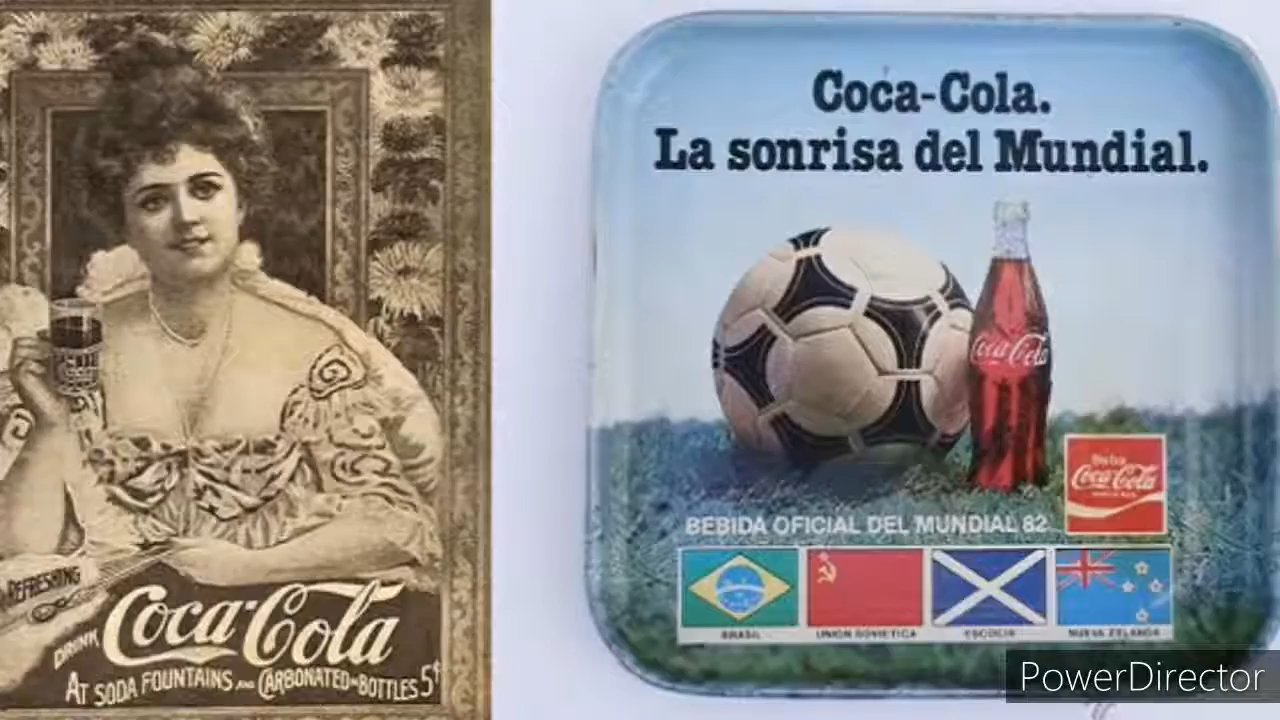 REFRESHING
DRINK
Coca-Cola
AT SODA FOUNTAINS AND CARBONATED IN BOTTLES 5¢
Coca-Cola.
La sonrisa del Mundial.
Coca-Cola
Coca-Cola
BEBIDA OFICIAL DEL MUNDIAL 82
BRASIL
UNION SOVIETICA
ESCOCIA
NUEVA ZELANDA
PowerDirector